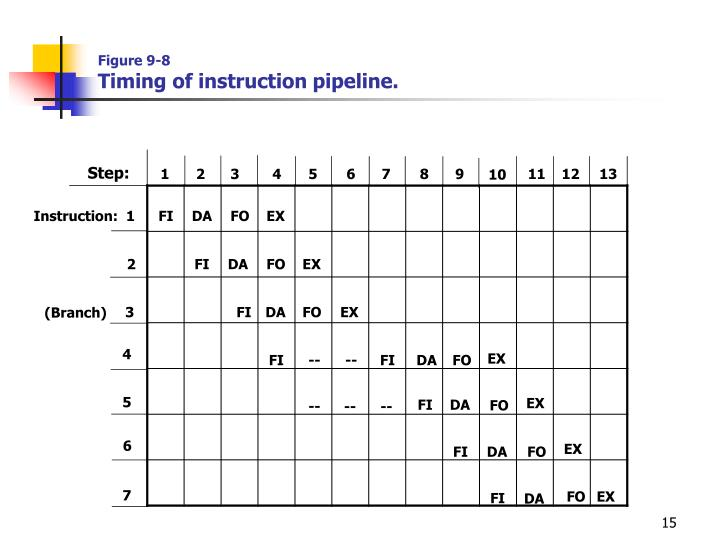 Figure 9-8
Timing of instruction pipeline.
Step: 1 2 3 4 5 6 7 8 9 10 11 12 13
Instruction: 1 FI DA FO EX
2 FI DA FO EX
(Branch) 3 FI DA FO EX
4 FI -- -- FI DA FO EX
5 -- -- -- FI DA FO EX
6 FI DA FO EX
7 FI DA FO EX
15